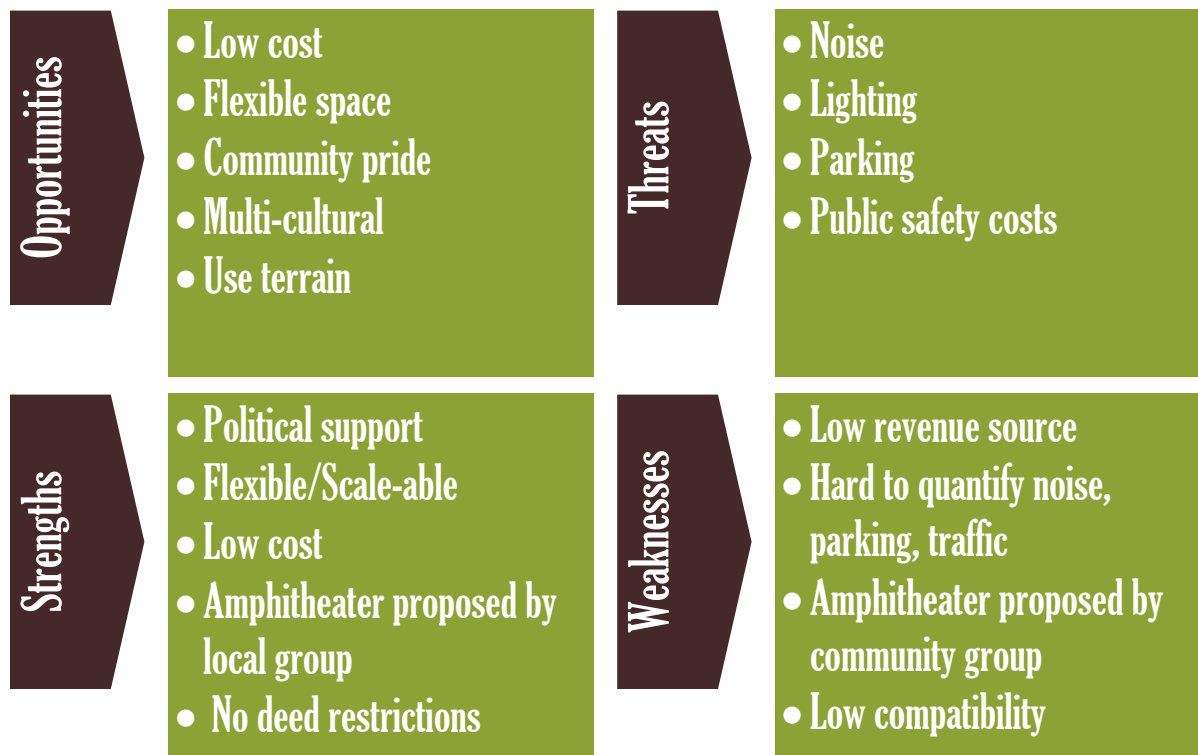 Opportunities
• Low cost
• Flexible space
• Community pride
• Multi-cultural
• Use terrain
Threats
• Noise
• Lighting
• Parking
• Public safety costs
Strengths
• Political support
• Flexible/Scale-able
• Low cost
• Amphitheater proposed by
local group
• No deed restrictions
Weaknesses
• Low revenue source
• Hard to quantify noise,
parking, traffic
• Amphitheater proposed by
community group
• Low compatibility